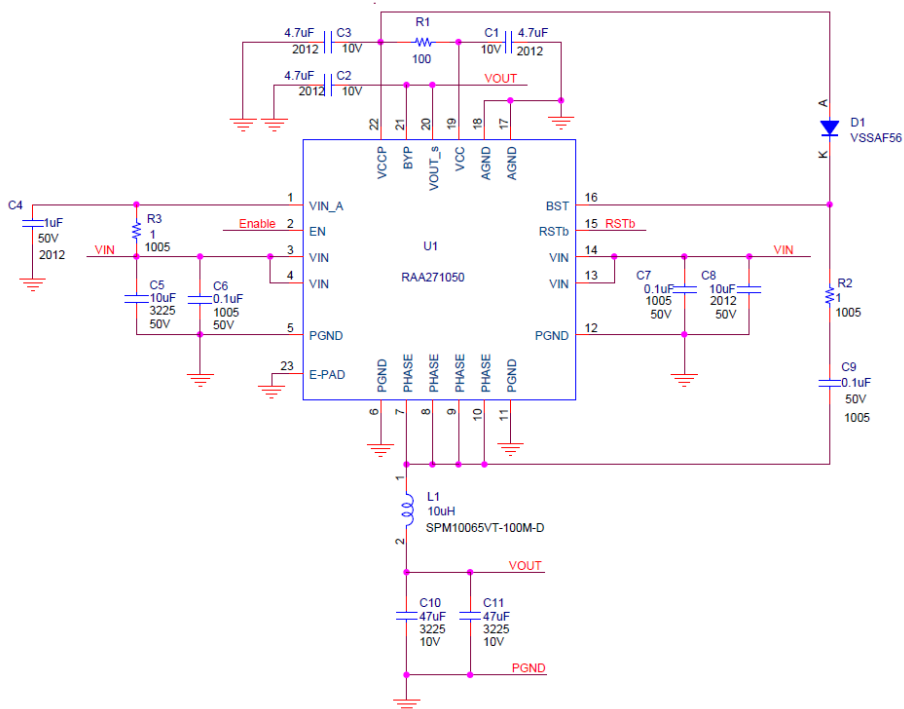 4.7uF C3
2012 10V
R1
100
C1 4.7uF
10V 2012
4.7uF C2
2012 10V
VOUT
22 21 20 19 18 17
VCCP BYP VOUT_s VCC AGND AGND
A
D1
VSSAF56
K
C4
1uF
50V
2012
R3
1
1005
1 VIN_A
Enable 2 EN
VIN 3 VIN
4 VIN
5 PGND
23 E-PAD
U1
RAA271050
BST 16
RSTb 15 RSTb
VIN 14 VIN
VIN 13
PGND 12
C5
10uF
3225
50V
C6
0.1uF
1005
50V
C7
0.1uF
1005
50V
C8
10uF
2012
50V
R2
1
1005
C9
0.1uF
50V
1005
PGND PHASE PHASE PHASE PHASE PGND
6 7 8 9 10 11
1
L1
10uH
SPM10065VT-100M-D
2
VOUT
C10
47uF
3225
10V
C11
47uF
3225
10V
PGND